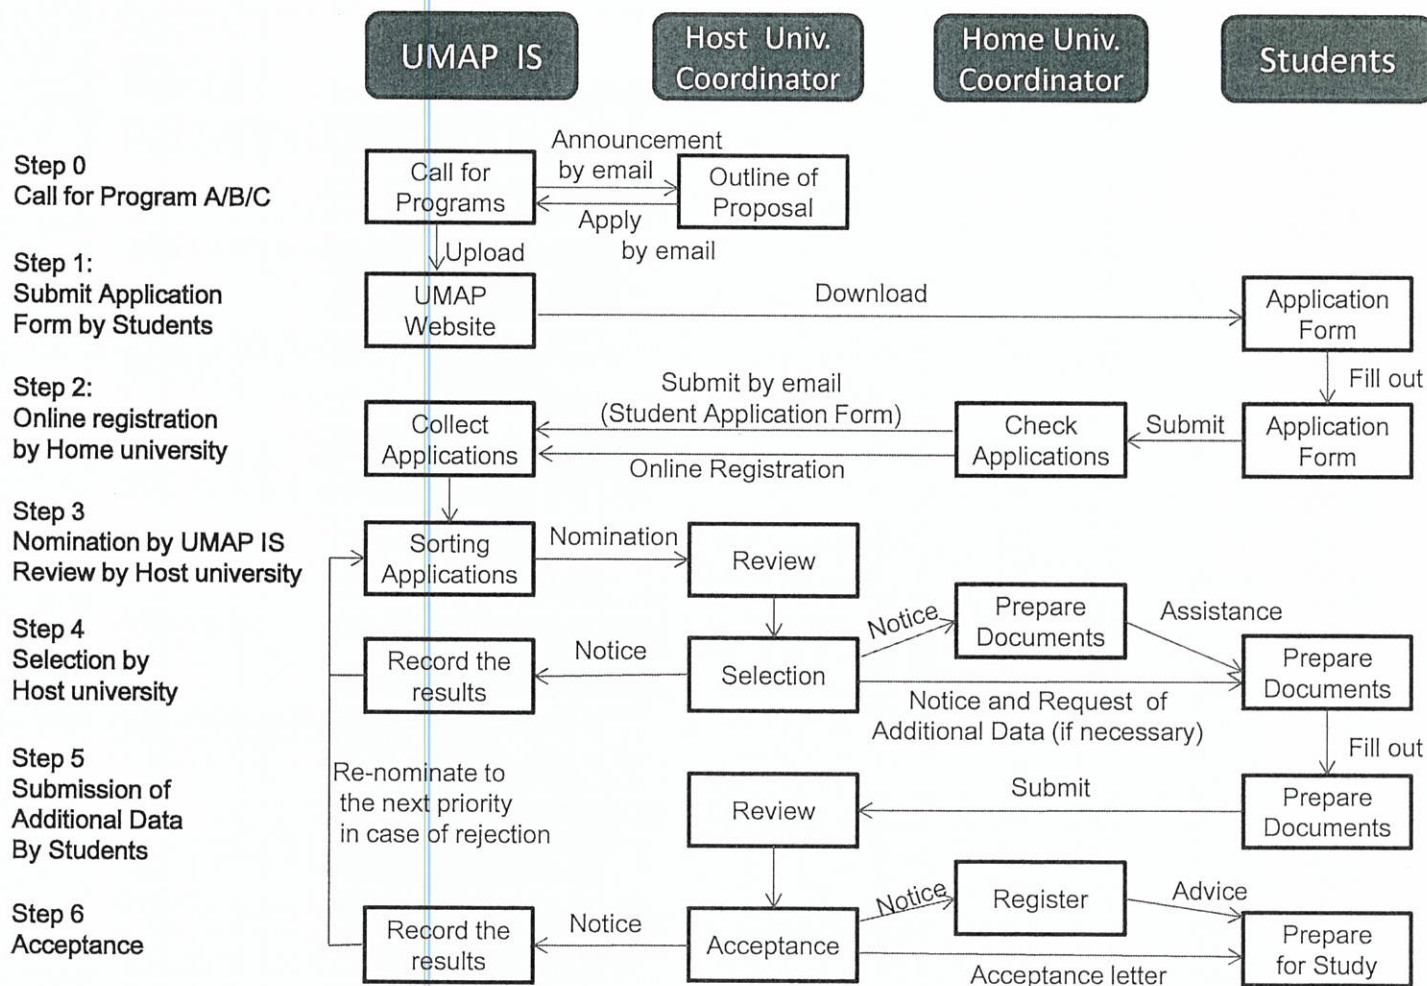 UMAP IS
Host Univ.
Coordinator
Home Univ.
Coordinator
Students
Step 0
Call for Program A/B/C
Call for
Programs
Announcement
by email
Outline of
Proposal
Apply
by email
Upload
Step 1:
Submit Application
Form by Students
UMAP
Website
Download
Application
Form
Fill out
Step 2:
Online registration
by Home university
Collect
Applications
Submit by email
(Student Application Form)
Online Registration
Check
Applications
Submit
Application
Form
Step 3
Nomination by UMAP IS
Review by Host university
Sorting
Applications
Nomination
Review
Step 4
Selection by
Host university
Record the
results
Notice
Selection
Notice
Prepare
Documents
Assistance
Notice and Request of
Additional Data (if necessary)
Prepare
Documents
Fill out
Step 5
Submission of
Additional Data
By Students
Re-nominate to
the next priority
in case of rejection
Review
Submit
Prepare
Documents
Step 6
Acceptance
Record the
results
Notice
Acceptance
Notice
Register
Advice
Acceptance letter
Prepare
for Study